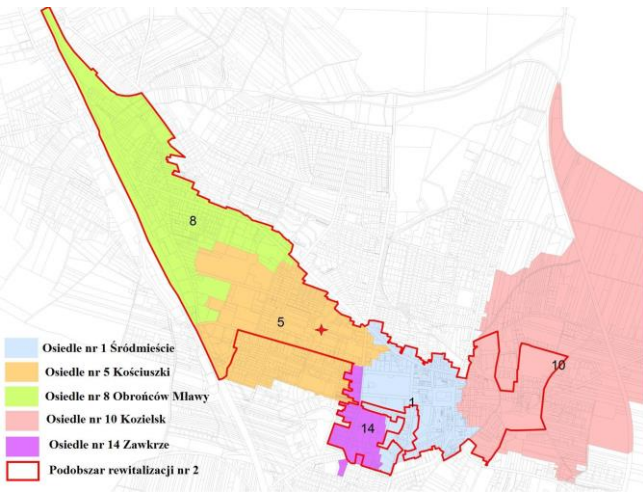 8
5
10
1
14
Osiedle nr 1 Śródmieście
Osiedle nr 5 Kościuszki
Osiedle nr 8 Obrońców Mławy
Osiedle nr 10 Kozielsk
Osiedle nr 14 Zawkrze
Podobszar rewitalizacji nr 2